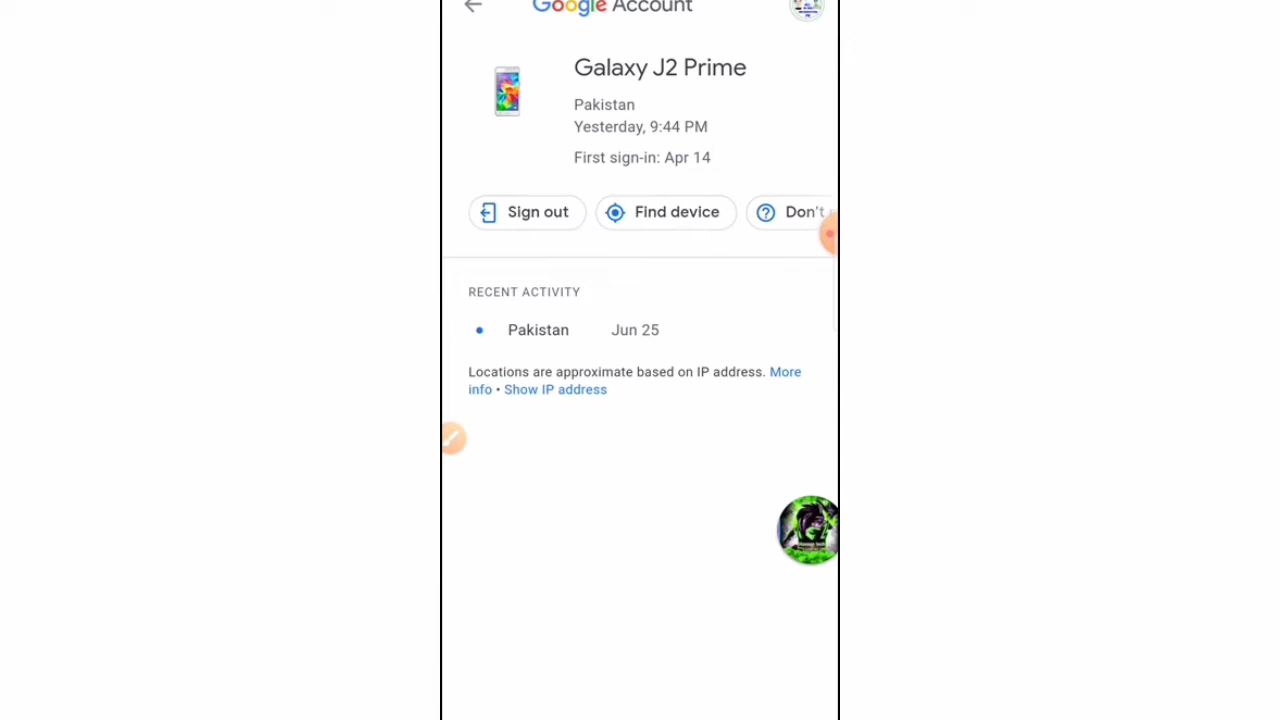 Google Account
Galaxy J2 Prime
Pakistan
Yesterday, 9:44 PM
First sign-in: Apr 14
Sign out
Find device
Don't
RECENT ACTIVITY
Pakistan Jun 25
Locations are approximate based on IP address. More
info • Show IP address